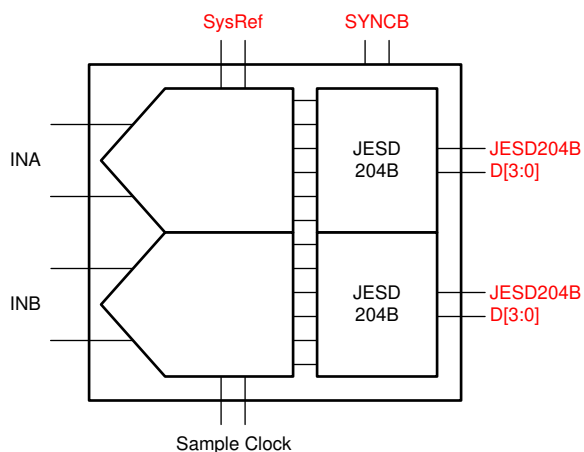 SysRef
SYNCB
INA
JESD
204B
JESD204B
D[3:0]
INB
JESD
204B
JESD204B
D[3:0]
Sample Clock